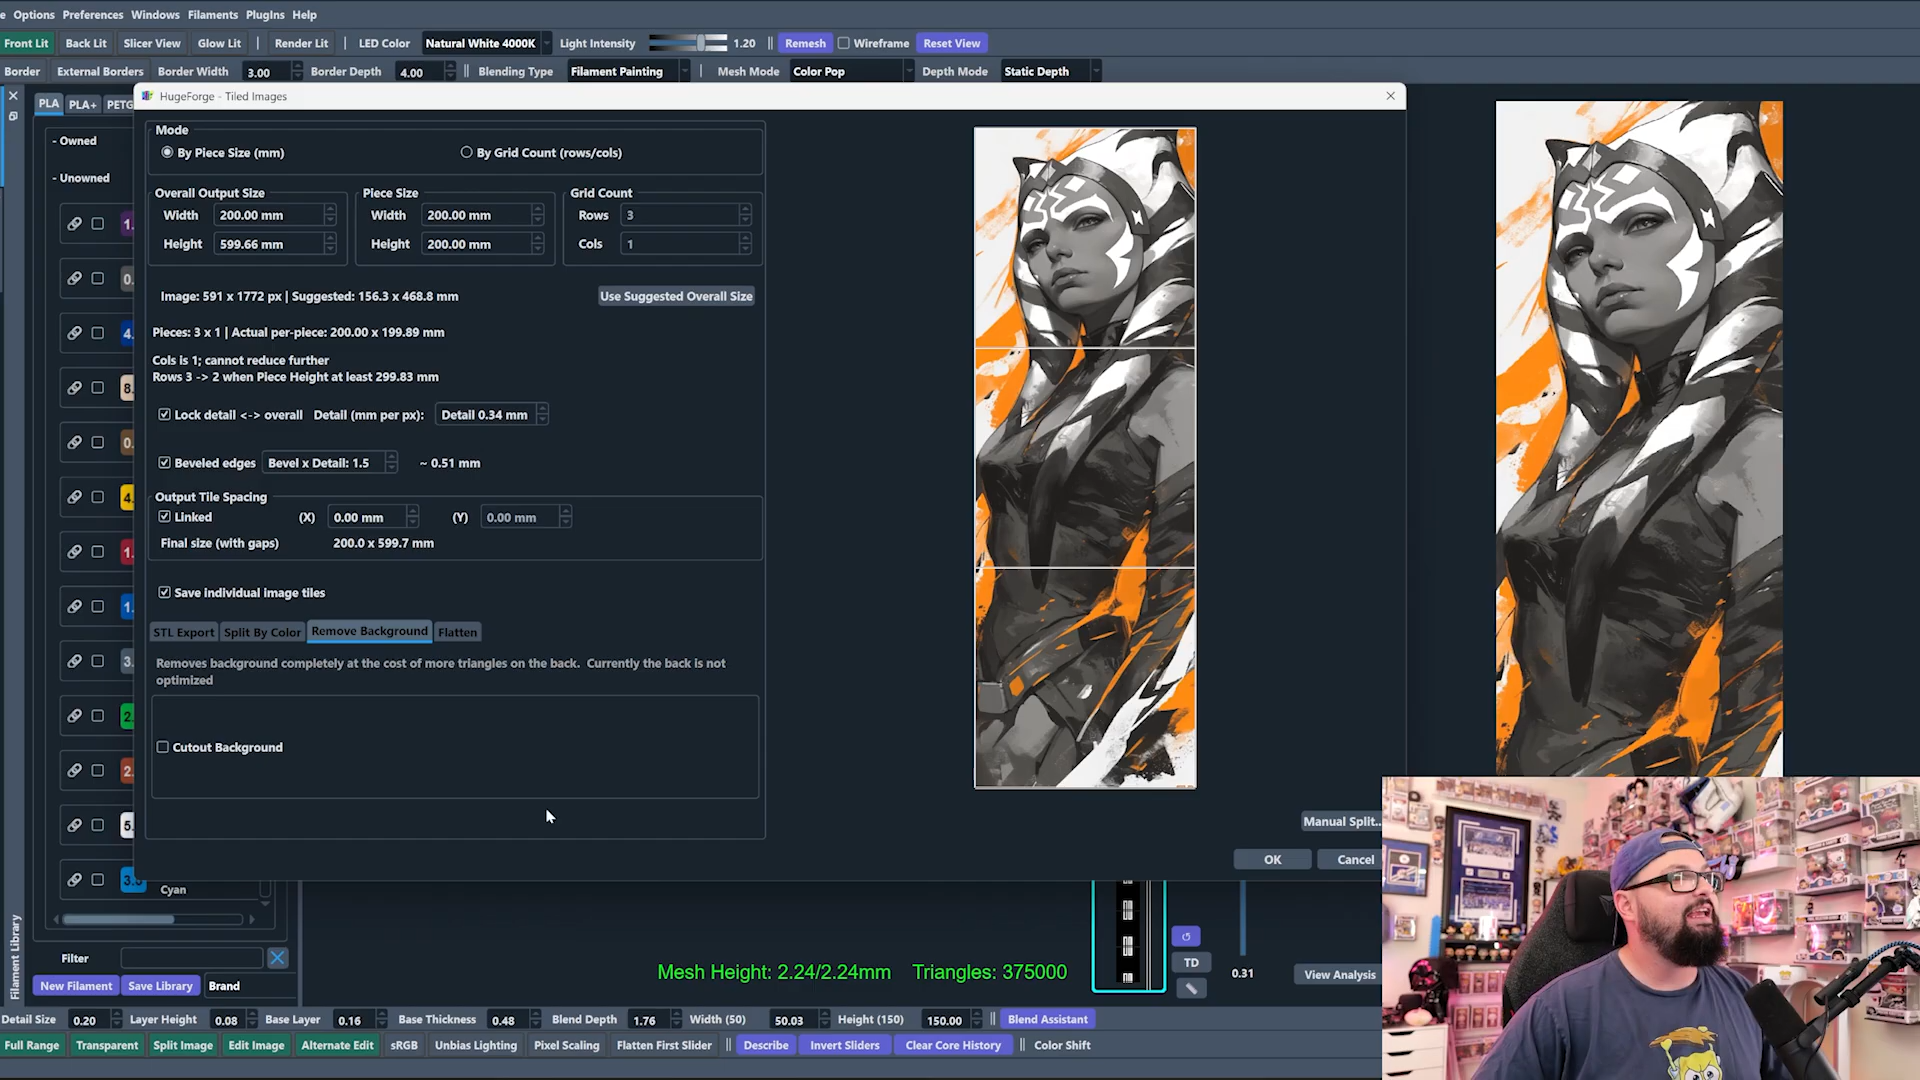 e Options Preferences Windows Filaments PlugIns Help
Front Lit Back Lit Slicer View Glow Lit | Render Lit | LED Color Natural White 4000K Light Intensity 1.20 || Remesh Wireframe Reset View
Border External Borders Border Width 3.00 Border Depth 4.00 || Blending Type Filament Painting | Mesh Mode Color Pop Depth Mode Static Depth
PLA PLA+ PETG
HugeForge - Tiled Images
- Owned
- Unowned
1.
0.
4.
8.
0.
4.
1.
1.
3.
2.
2.
5.
3.
Cyan
Filter
New Filament Save Library Brand
Filament Library
Mode
By Piece Size (mm) By Grid Count (rows/cols)
Overall Output Size Piece Size Grid Count
Width 200.00 mm Width 200.00 mm Rows 3
Height 599.66 mm Height 200.00 mm Cols 1
Image: 591 x 1772 px | Suggested: 156.3 x 468.8 mm Use Suggested Overall Size
Pieces: 3 x 1 | Actual per-piece: 200.00 x 199.89 mm
Cols is 1; cannot reduce further
Rows 3 -> 2 when Piece Height at least 299.83 mm
Lock detail <-> overall Detail (mm per px): Detail 0.34 mm
Beveled edges Bevel x Detail: 1.5 ~ 0.51 mm
Output Tile Spacing
Linked (X) 0.00 mm (Y) 0.00 mm
Final size (with gaps) 200.0 x 599.7 mm
Save individual image tiles
STL Export Split By Color Remove Background Flatten
Removes background completely at the cost of more triangles on the back. Currently the back is not
optimized
Cutout Background
Manual Split..
OK Cancel
TD
0.31
View Analysis
Mesh Height: 2.24/2.24mm Triangles: 375000
Detail Size 0.20 Layer Height 0.08 Base Layer 0.16 Base Thickness 0.48 Blend Depth 1.76 Width (50) 50.03 Height (150) 150.00 || Blend Assistant
Full Range Transparent Split Image Edit Image Alternate Edit sRGB Unbias Lighting Pixel Scaling Flatten First Slider || Describe Invert Sliders Clear Core History || Color Shift